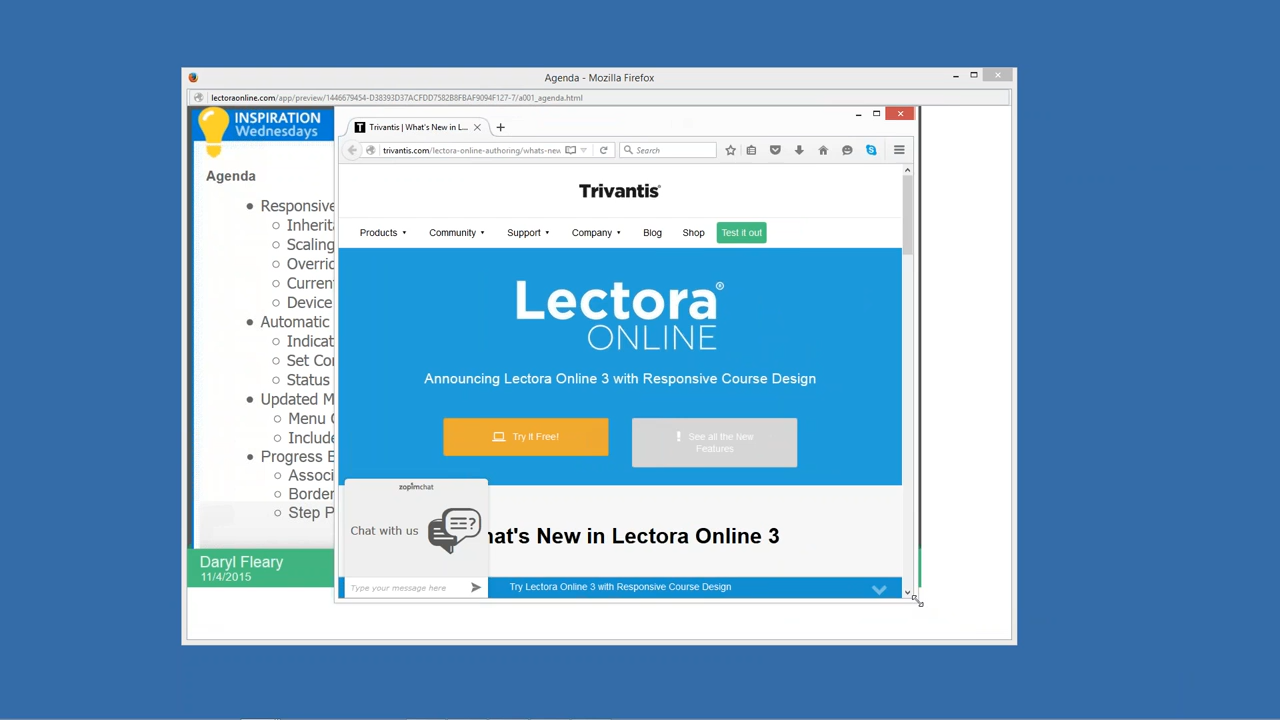 Agenda - Mozilla Firefox
lectoraonline.com/app/preview/1446679454-D38393D37ACFDD7582B8FBAF9094F127-7/a001_agenda.html
INSPIRATION
Wednesdays
Agenda
Responsive
Inherit
Scaling
Overric
Curren
Device
Automatic
Indicat
Set Cor
Status
Updated M
Menu C
Include
Progress E
Associ
Border
Step P
Daryl Fleary
11/4/2015
Trivantis | What's New in L...
trivantis.com/lectora-online-authoring/whats-new
Search
Trivantis®
Products Community Support Company Blog Shop Test it out
Lectora®
ONLINE
Announcing Lectora Online 3 with Responsive Course Design
Try It Free!
See all the New
Features
zopimchat
Chat with us
hat's New in Lectora Online 3
Type your message here
Try Lectora Online 3 with Responsive Course Design